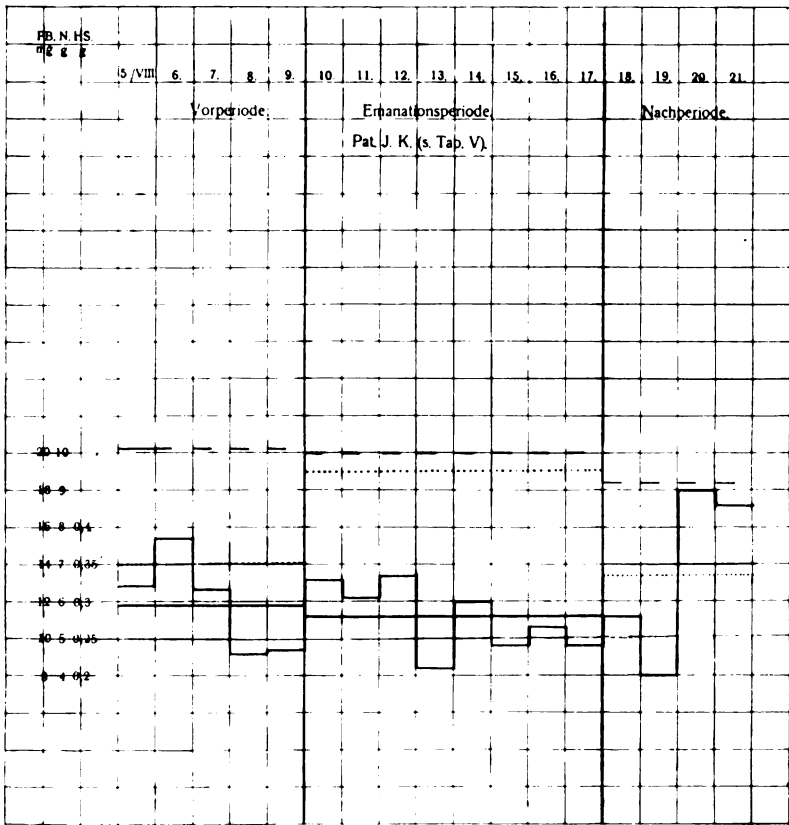 P.B. N. HS.
mg g g
5./VIII 6. 7. 8. 9. 10. 11. 12. 13. 14. 15. 16. 17. 18. 19. 20. 21.
Vorperiode. Emanationsperiode. Nachperiode.
Pat. J. K. (s. Tab. V).
20 10
18 9
16 8 0,4
14 7 0,35
12 6 0,3
10 5 0,25
8 4 0,2